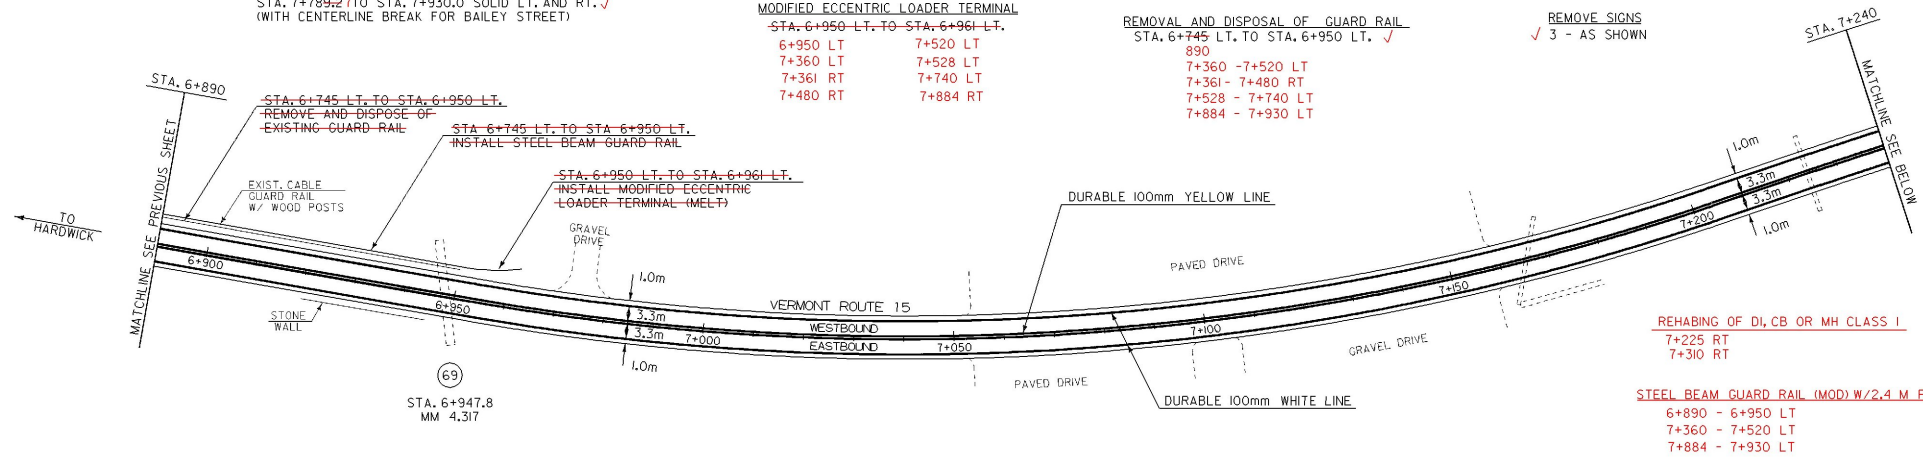 STA. 7+789.27 TO STA. 7+930.0 SOLID LT. AND RT. ✓
(WITH CENTERLINE BREAK FOR BAILEY STREET)
MODIFIED ECCENTRIC LOADER TERMINAL
STA. 6+950 LT. TO STA. 6+961 LT.
6+950 LT 7+520 LT
7+360 LT 7+528 LT
7+361 RT 7+740 LT
7+480 RT 7+884 RT
REMOVAL AND DISPOSAL OF GUARD RAIL
STA. 6+745 LT. TO STA. 6+950 LT. ✓
890
7+360 -7+520 LT
7+361- 7+480 RT
7+528 - 7+740 LT
7+884 - 7+930 LT
REMOVE SIGNS
✓ 3 - AS SHOWN
STA. 7+240
MATCHLINE SEE BELOW
STA. 6+890
MATCHLINE SEE PREVIOUS SHEET
TO
HARDWICK
STA. 6+745 LT. TO STA. 6+950 LT.
REMOVE AND DISPOSE OF
EXISTING GUARD RAIL
STA 6+745 LT. TO STA 6+950 LT.
INSTALL STEEL BEAM GUARD RAIL
STA. 6+950 LT. TO STA. 6+961 LT.
INSTALL MODIFIED ECCENTRIC
LOADER TERMINAL (MELT)
EXIST. CABLE
GUARD RAIL
W/ WOOD POSTS
GRAVEL
DRIVE
DURABLE 100mm YELLOW LINE
PAVED DRIVE
1.0m
3.3m
3.3m
1.0m
6+900
6+950
7+000
7+050
7+100
7+150
7+200
1.0m
3.3m
3.3m
1.0m
VERMONT ROUTE 15
WESTBOUND
EASTBOUND
STONE
WALL
69
STA. 6+947.8
MM 4.317
PAVED DRIVE
GRAVEL DRIVE
DURABLE 100mm WHITE LINE
REHABING OF DI, CB OR MH CLASS I
7+225 RT
7+310 RT
STEEL BEAM GUARD RAIL (MOD) W/2.4 M
6+890 - 6+950 LT
7+360 - 7+520 LT
7+884 - 7+930 LT